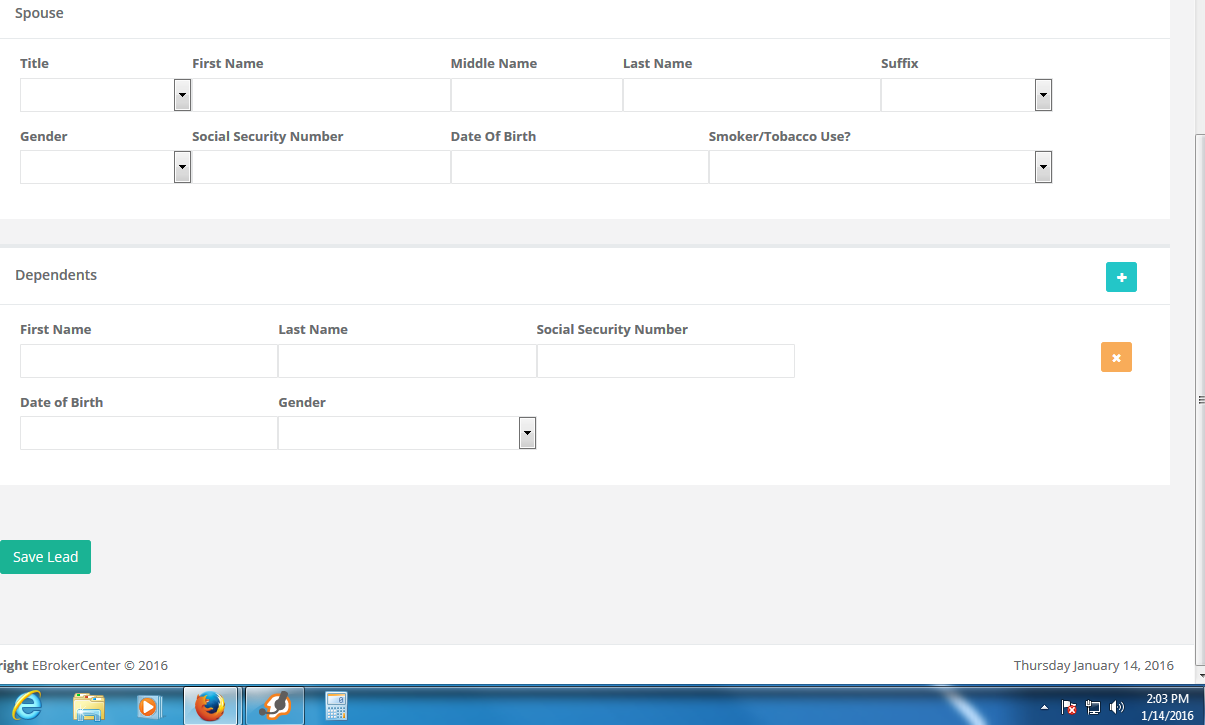 Spouse
Title First Name Middle Name Last Name Suffix
Gender Social Security Number Date Of Birth Smoker/Tobacco Use?
Dependents
First Name Last Name Social Security Number
Date of Birth Gender
Save Lead
right EBrokerCenter © 2016 Thursday January 14, 2016
2:03 PM
1/14/2016